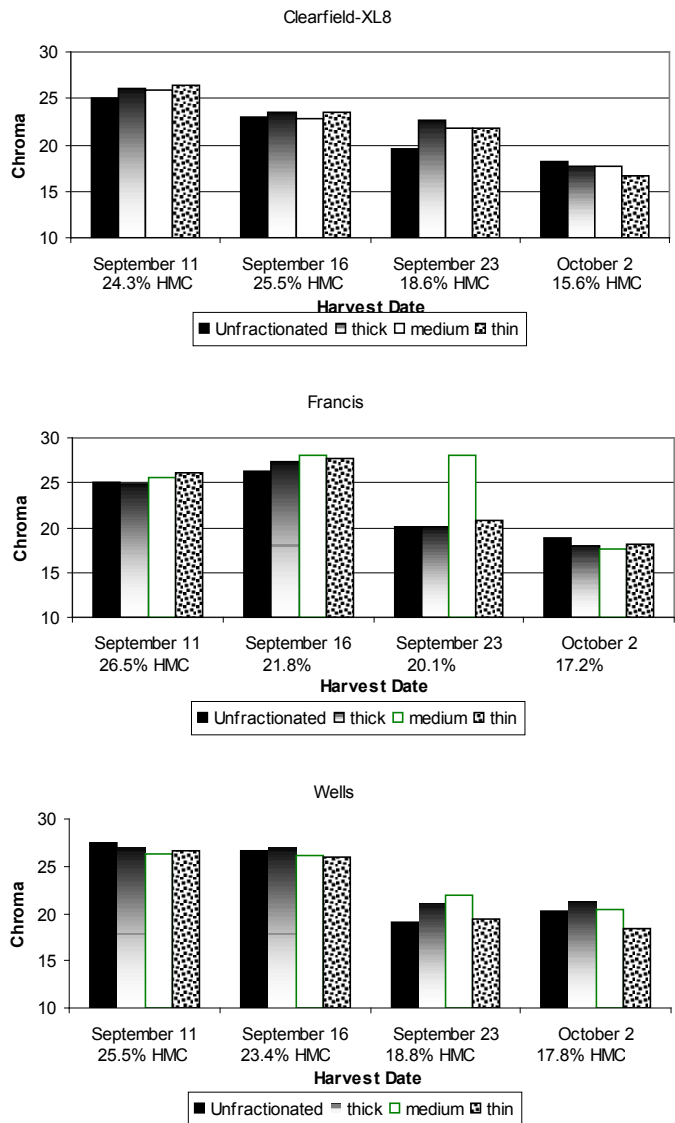 Clearfield-XL8
30
25
20
15
10
Chroma
September 11 September 16 September 23 October 2
24.3% HMC 25.5% HMC 18.6% HMC 15.6% HMC
Harvest Date
Unfractionated thick medium thin
Francis
30
25
20
15
10
Chroma
September 11 September 16 September 23 October 2
26.5% HMC 21.8% 20.1% 17.2%
Harvest Date
Unfractionated thick medium thin
Wells
30
25
20
15
10
Chroma
September 11 September 16 September 23 October 2
25.5% HMC 23.4% HMC 18.8% HMC 17.8% HMC
Harvest Date
Unfractionated thick medium thin